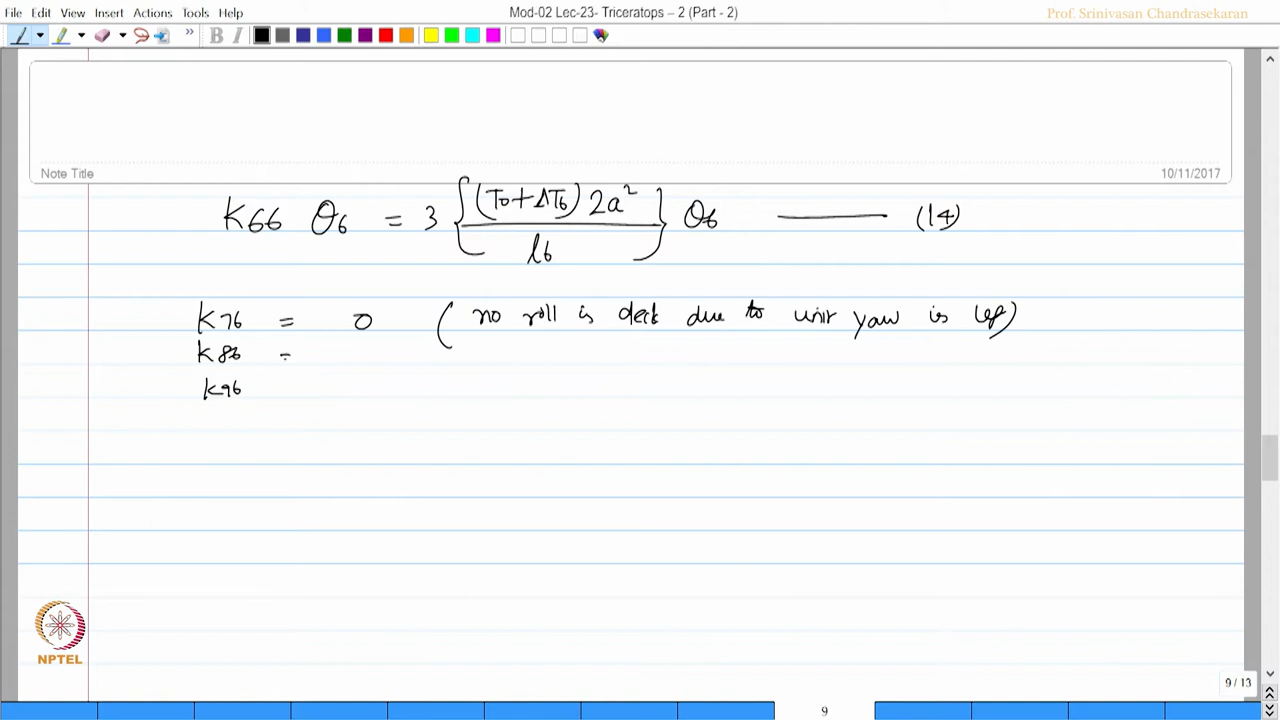 File Edit View Insert Actions Tools Help
Mod-02 Lec-23- Triceratops – 2 (Part - 2)
Prof. Srinivasan Chandrasekaran
Note Title
10/11/2017
K66 θ6 = 3 {(T0+ΔT6) 2a² / l6} θ6 ——— (14)
K76 = 0 (no roll is deck due to unit yaw is leg)
K86 =
K96
NPTEL
9 / 13
9